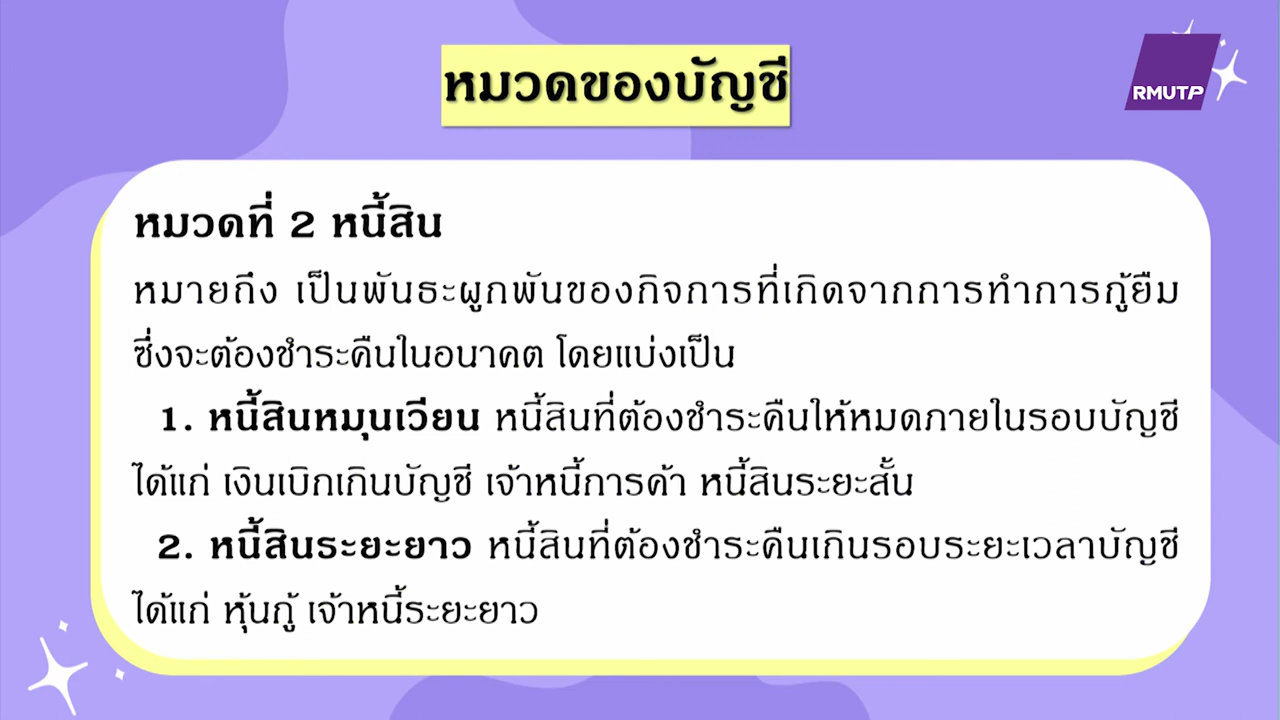 หมวดของบัญชี
RMUTP
หมวดที่ 2 หนี้สิน
หมายถึง เป็นพันธะผูกพันของกิจการที่เกิดจากการทำการกู้ยืม
ซึ่งจะต้องชำระคืนในอนาคต โดยแบ่งเป็น
1. หนี้สินหมุนเวียน หนี้สินที่ต้องชำระคืนให้หมดภายในรอบบัญชี
ได้แก่ เงินเบิกเกินบัญชี เจ้าหนี้การค้า หนี้สินระยะสั้น
2. หนี้สินระยะยาว หนี้สินที่ต้องชำระคืนเกินรอบระยะเวลาบัญชี
ได้แก่ หุ้นกู้ เจ้าหนี้ระยะยาว